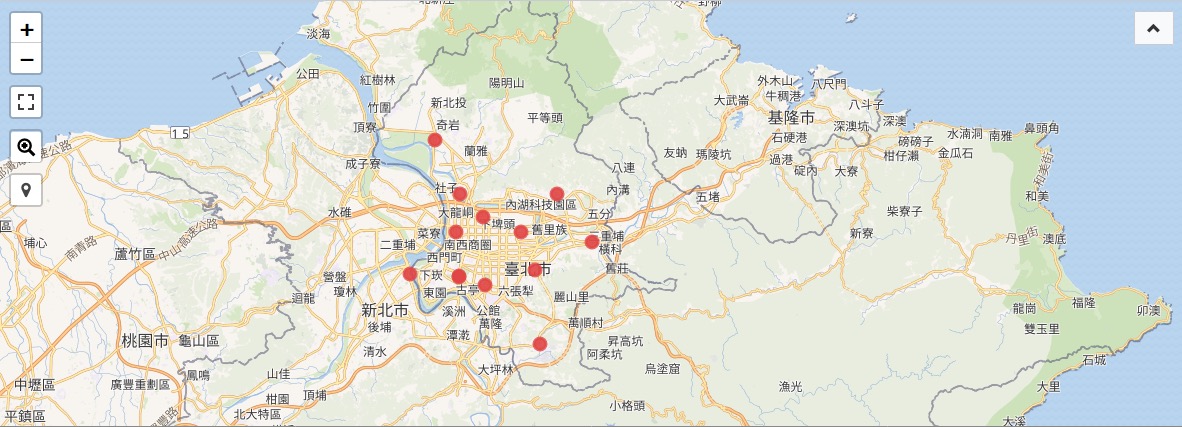 野柳
淡海
公田
紅樹林
陽明山
外木山
八尺門
竹圍
新北投
大武崙
牛稠港
八斗子
頂寮
奇岩
平等頭
基隆市
深澳坑
深澳
1.5
石硬港
水湳洞
南雅
鼻頭角
成子寮
蘭雅
友蚋
瑪陵坑
過港
磅磅子
柑仔瀨
金瓜石
八連
碇內
大寮
和美街
社子
內溝
五堵
和美
水碓
大龍峒
內湖科技園區
五分
柴寮子
區
埤頭
菜寮
舊里族
二重埔
新寮
丹里街
澳底
埔心
南青路
中山高速公路
蘆竹區
二重埔
南西商圈
橫科
西門町
營盤
下崁
臺北市
舊莊
迴龍
瓊林
東園
古亭
六張犁
麗山里
新北市
溪洲
公館
龍崗
福隆
卯澳
後埔
萬隆
萬順村
雙玉里
桃園市
龜山區
潭墘
昇高坑
清水
阿柔坑
石城
鳳鳴
山佳
大坪林
烏塗窟
中壢區
廣豐重劃區
漁光
大里
柑園
頂埔
小格頭
平鎮區
北大特區
大溪